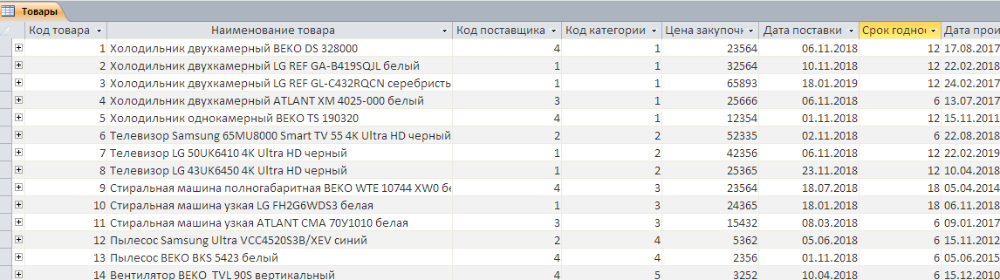 Товары
Код товара Наименование товара Код поставщика Код категории Цена закупочн Дата поставки Срок годнос Дата прои
1 Холодильник двухкамерный BEKO DS 328000 4 1 23564 06.11.2018 12 17.08.2017
2 Холодильник двухкамерный LG REF GA-B419SQJL белый 1 1 32564 10.11.2018 12 22.02.2018
3 Холодильник двухкамерный LG REF GL-C432RQCN серебристь 1 1 65893 18.01.2019 12 24.02.2017
4 Холодильник двухкамерный ATLANT XM 4025-000 белый 3 1 25666 06.11.2018 6 13.07.2017
5 Холодильник однокамерный BEKO TS 190320 4 1 12354 01.11.2018 12 15.11.2011
6 Телевизор Samsung 65MU8000 Smart TV 55 4K Ultra HD черный 2 2 52335 02.11.2018 6 22.08.2018
7 Телевизор LG 50UK6410 4K Ultra HD черный 1 2 42356 06.11.2018 12 22.02.2019
8 Телевизор LG 43UK6450 4K Ultra HD черный 1 2 25365 23.11.2018 12 10.04.2018
9 Стиральная машина полногабаритная BEKO WTE 10744 XW0 бе 4 3 23564 18.07.2018 18 05.04.2014
10 Стиральная машина узкая LG FH2G6WDS3 белая 1 3 24365 18.01.2018 18 06.11.2018
11 Стиральная машина узкая ATLANT СМА 70У1010 белая 3 3 15432 08.03.2018 6 09.01.2017
12 Пылесос Samsung Ultra VCC4520S3B/XEV синий 2 4 5362 05.06.2018 6 15.11.2012
13 Пылесос BEKO BKS 5423 белый 4 4 2356 01.11.2018 6 05.06.2015
14 Вентилятор BEKO TVL 90S вертикальный 4 5 3252 10.04.2018 6 15.12.2010